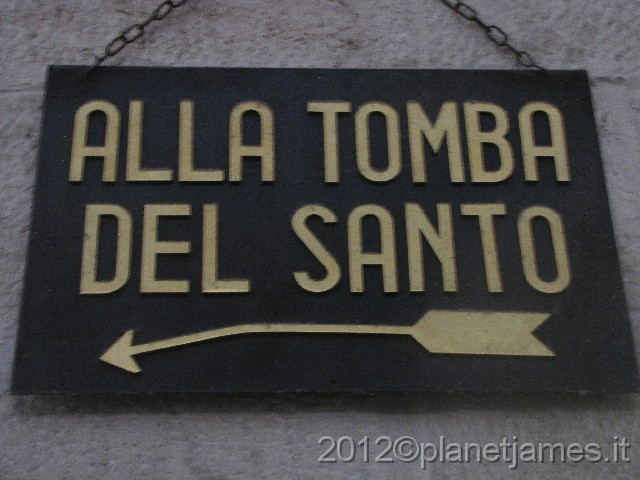 ALLA TOMBA
DEL SANTO
2012©planetjames.it